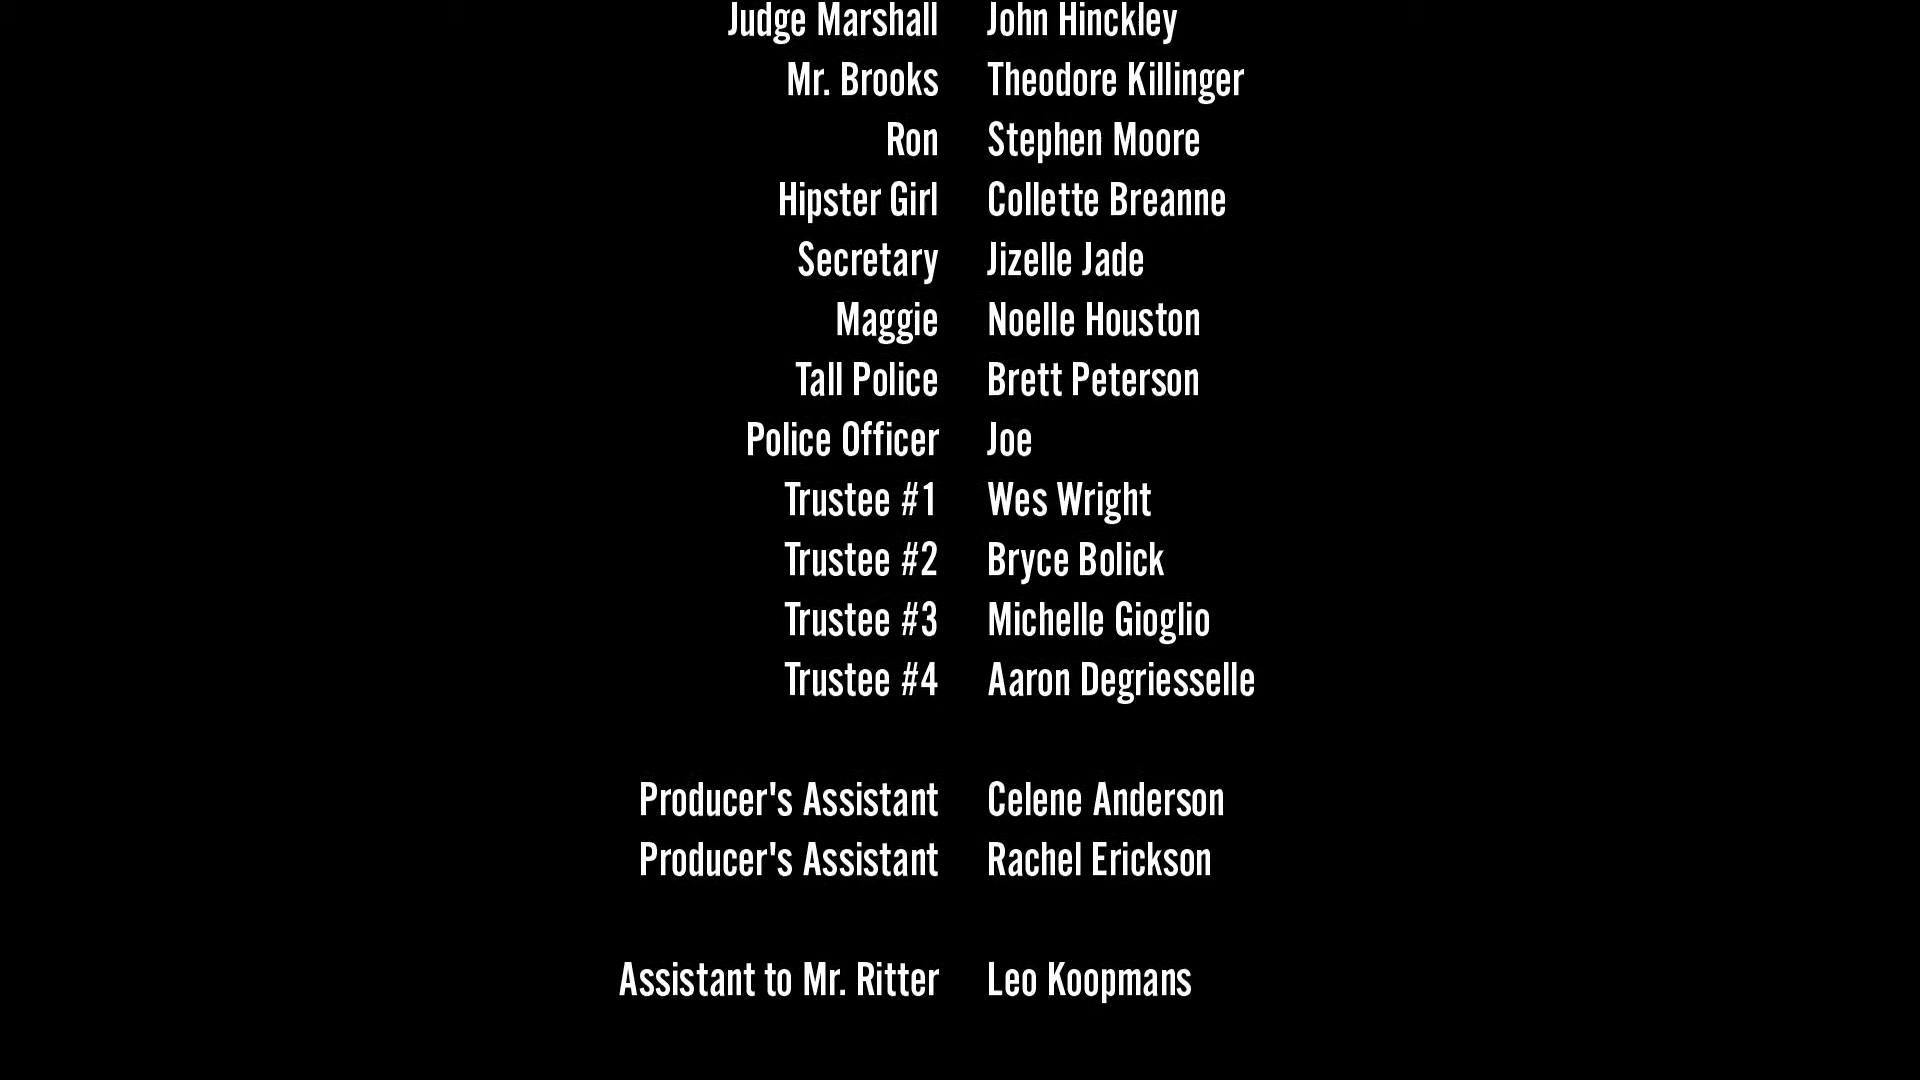 Judge Marshall John Hinckley
Mr. Brooks Theodore Killinger
Ron Stephen Moore
Hipster Girl Collette Breanne
Secretary Jizelle Jade
Maggie Noelle Houston
Tall Police Brett Peterson
Police Officer Joe
Trustee #1 Wes Wright
Trustee #2 Bryce Bolick
Trustee #3 Michelle Gioglio
Trustee #4 Aaron Degriesselle
Producer's Assistant Celene Anderson
Producer's Assistant Rachel Erickson
Assistant to Mr. Ritter Leo Koopmans